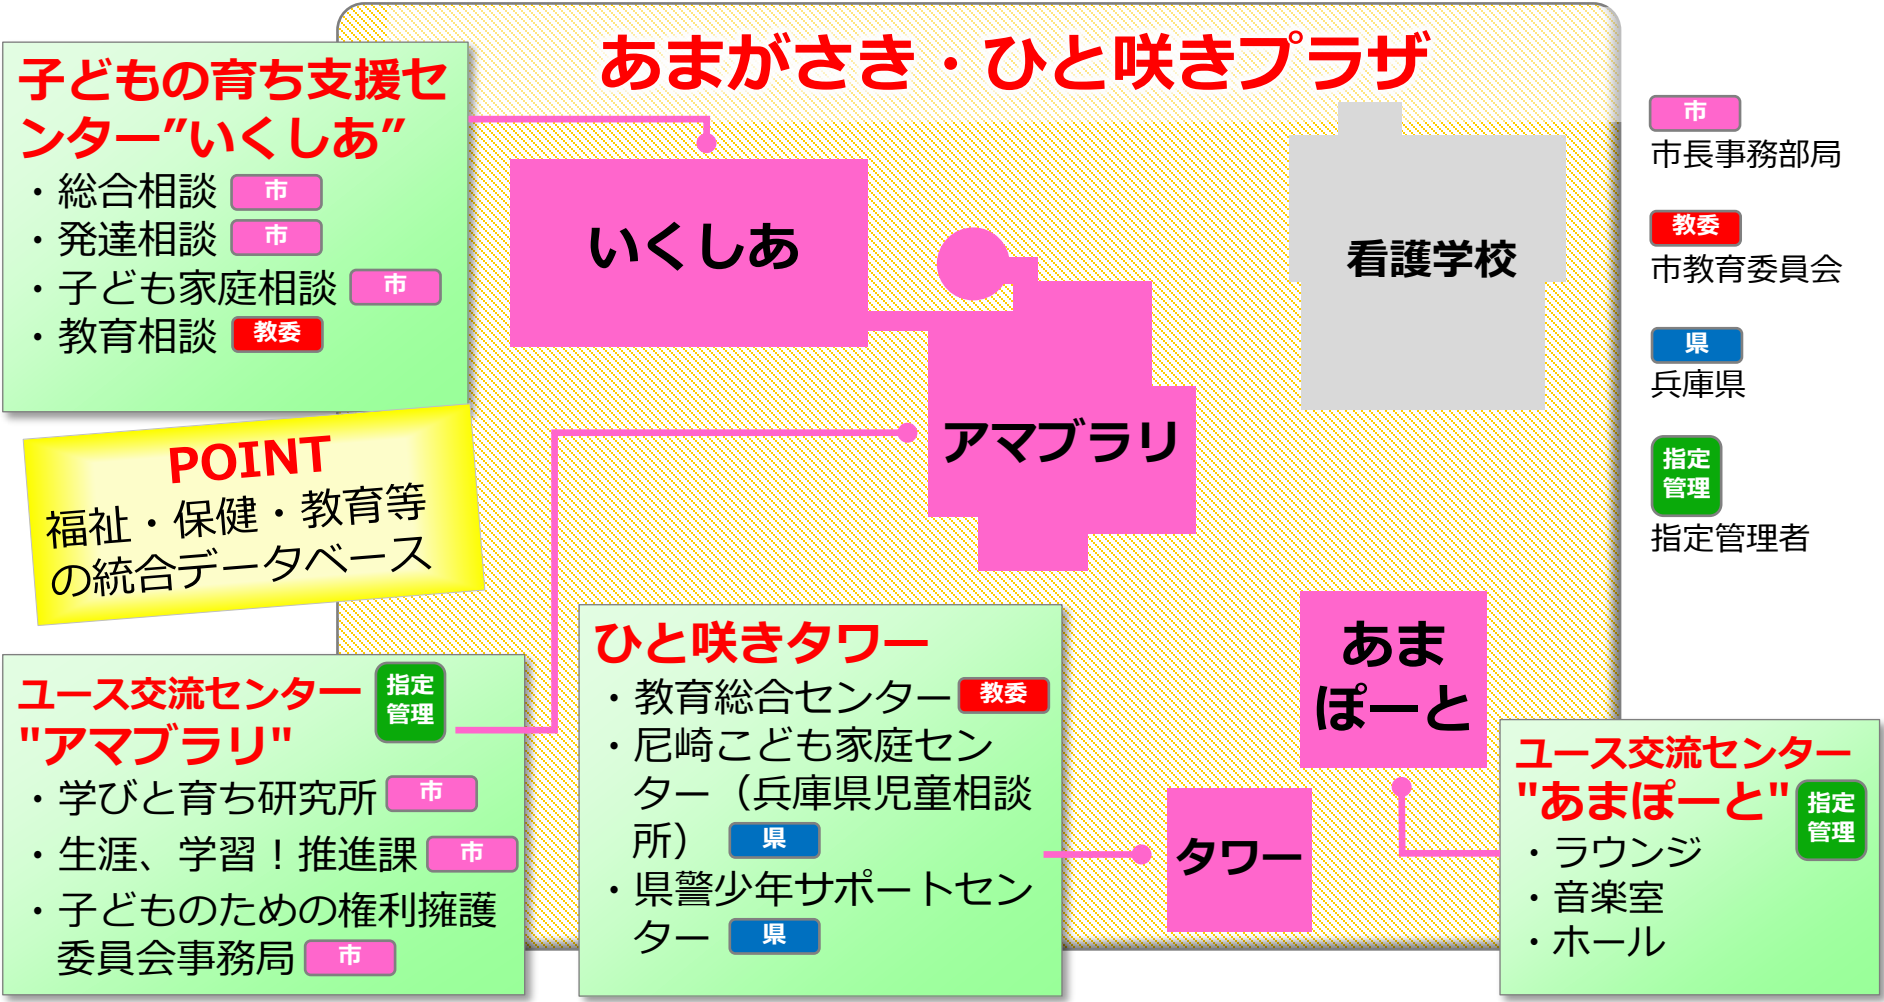 あまがさき・ひと咲きプラザ
子どもの育ち支援セ
ンター”いくしあ”
・総合相談 市
・発達相談 市
・子ども家庭相談 市
・教育相談 教委
POINT
福祉・保健・教育等
の統合データベース
いくしあ
アマブラリ
看護学校
あま
ぽーと
タワー
ユース交流センター
"アマブラリ"
指定
管理
・学びと育ち研究所 市
・生涯、学習！推進課 市
・子どものための権利擁護
委員会事務局 市
ひと咲きタワー
・教育総合センター 教委
・尼崎こども家庭セン
ター（兵庫県児童相談
所） 県
・県警少年サポートセン
ター 県
ユース交流センター
"あまぽーと"
指定
管理
・ラウンジ
・音楽室
・ホール
市
市長事務部局
教委
市教育委員会
県
兵庫県
指定
管理
指定管理者